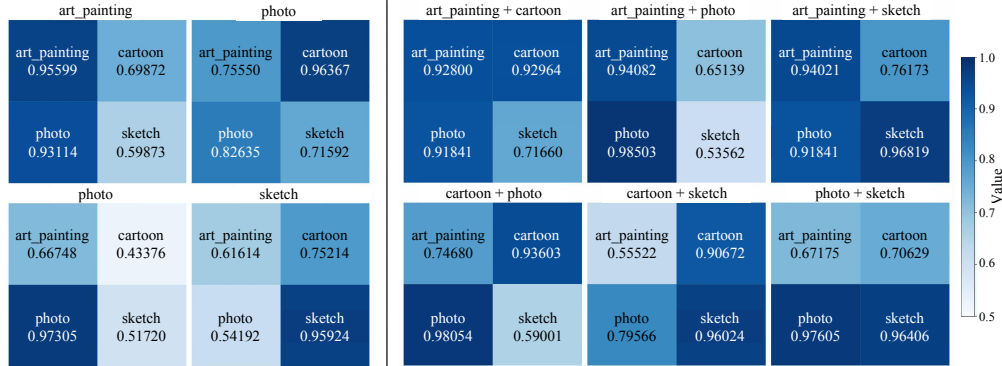 art_painting
photo
art_painting + cartoon
art_painting + photo
art_painting + sketch
art_painting cartoon
0.95599 0.69872
photo sketch
0.93114 0.59873
art_painting cartoon
0.75550 0.96367
photo sketch
0.82635 0.71592
art_painting cartoon
0.92800 0.92964
photo sketch
0.91841 0.71660
art_painting cartoon
0.94082 0.65139
photo sketch
0.98503 0.53562
art_painting cartoon
0.94021 0.76173
photo sketch
0.91841 0.96819
photo
sketch
cartoon + photo
cartoon + sketch
photo + sketch
art_painting cartoon
0.66748 0.43376
photo sketch
0.97305 0.51720
art_painting cartoon
0.61614 0.75214
photo sketch
0.54192 0.95924
art_painting cartoon
0.74680 0.93603
photo sketch
0.98054 0.59001
art_painting cartoon
0.55522 0.90672
photo sketch
0.79566 0.96024
art_painting cartoon
0.67175 0.70629
photo sketch
0.97605 0.96406
1.0
0.9
0.8
0.7
0.6
0.5
Value